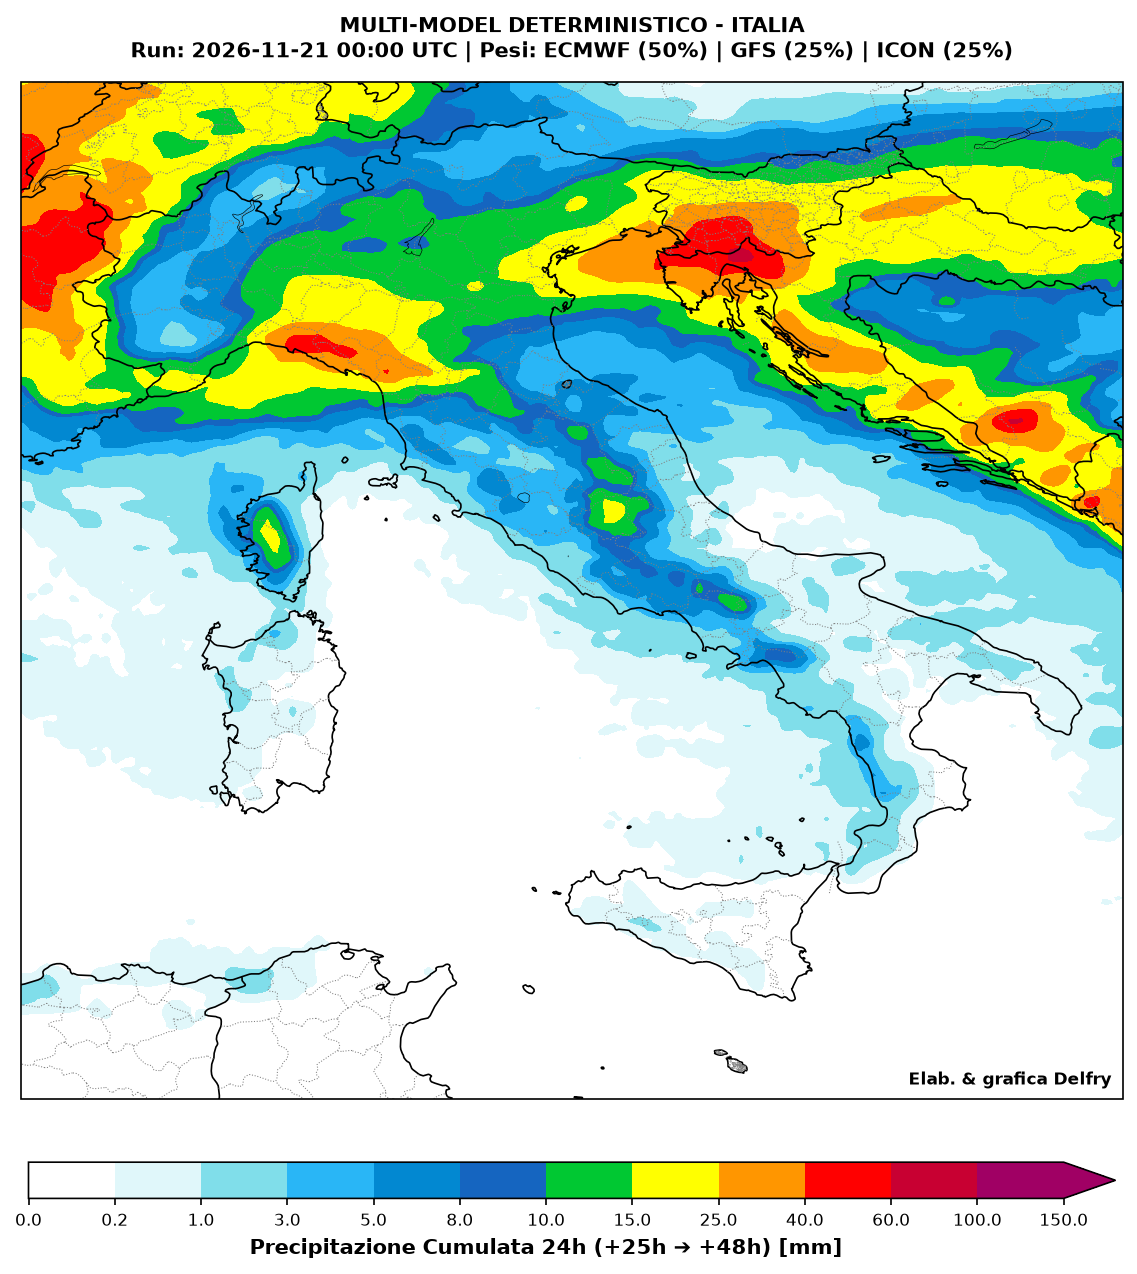 MULTI-MODEL DETERMINISTICO - ITALIA
Run: 2026-11-21 00:00 UTC | Pesi: ECMWF (50%) | GFS (25%) | ICON (25%)
Elab. & grafica Delfry
0.0 0.2 1.0 3.0 5.0 8.0 10.0 15.0 25.0 40.0 60.0 100.0 150.0
Precipitazione Cumulata 24h (+25h → +48h) [mm]